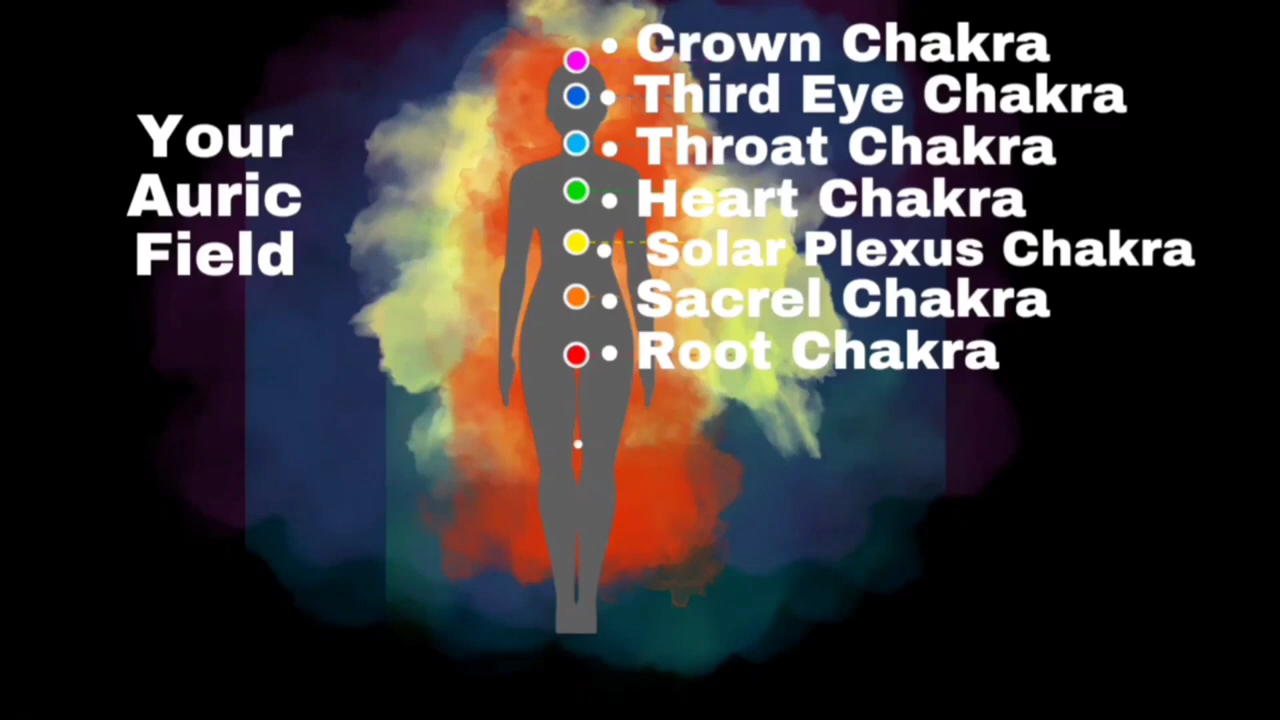 Your
Auric
Field
• Crown Chakra
• Third Eye Chakra
• Throat Chakra
• Heart Chakra
• Solar Plexus Chakra
• Sacrel Chakra
• Root Chakra